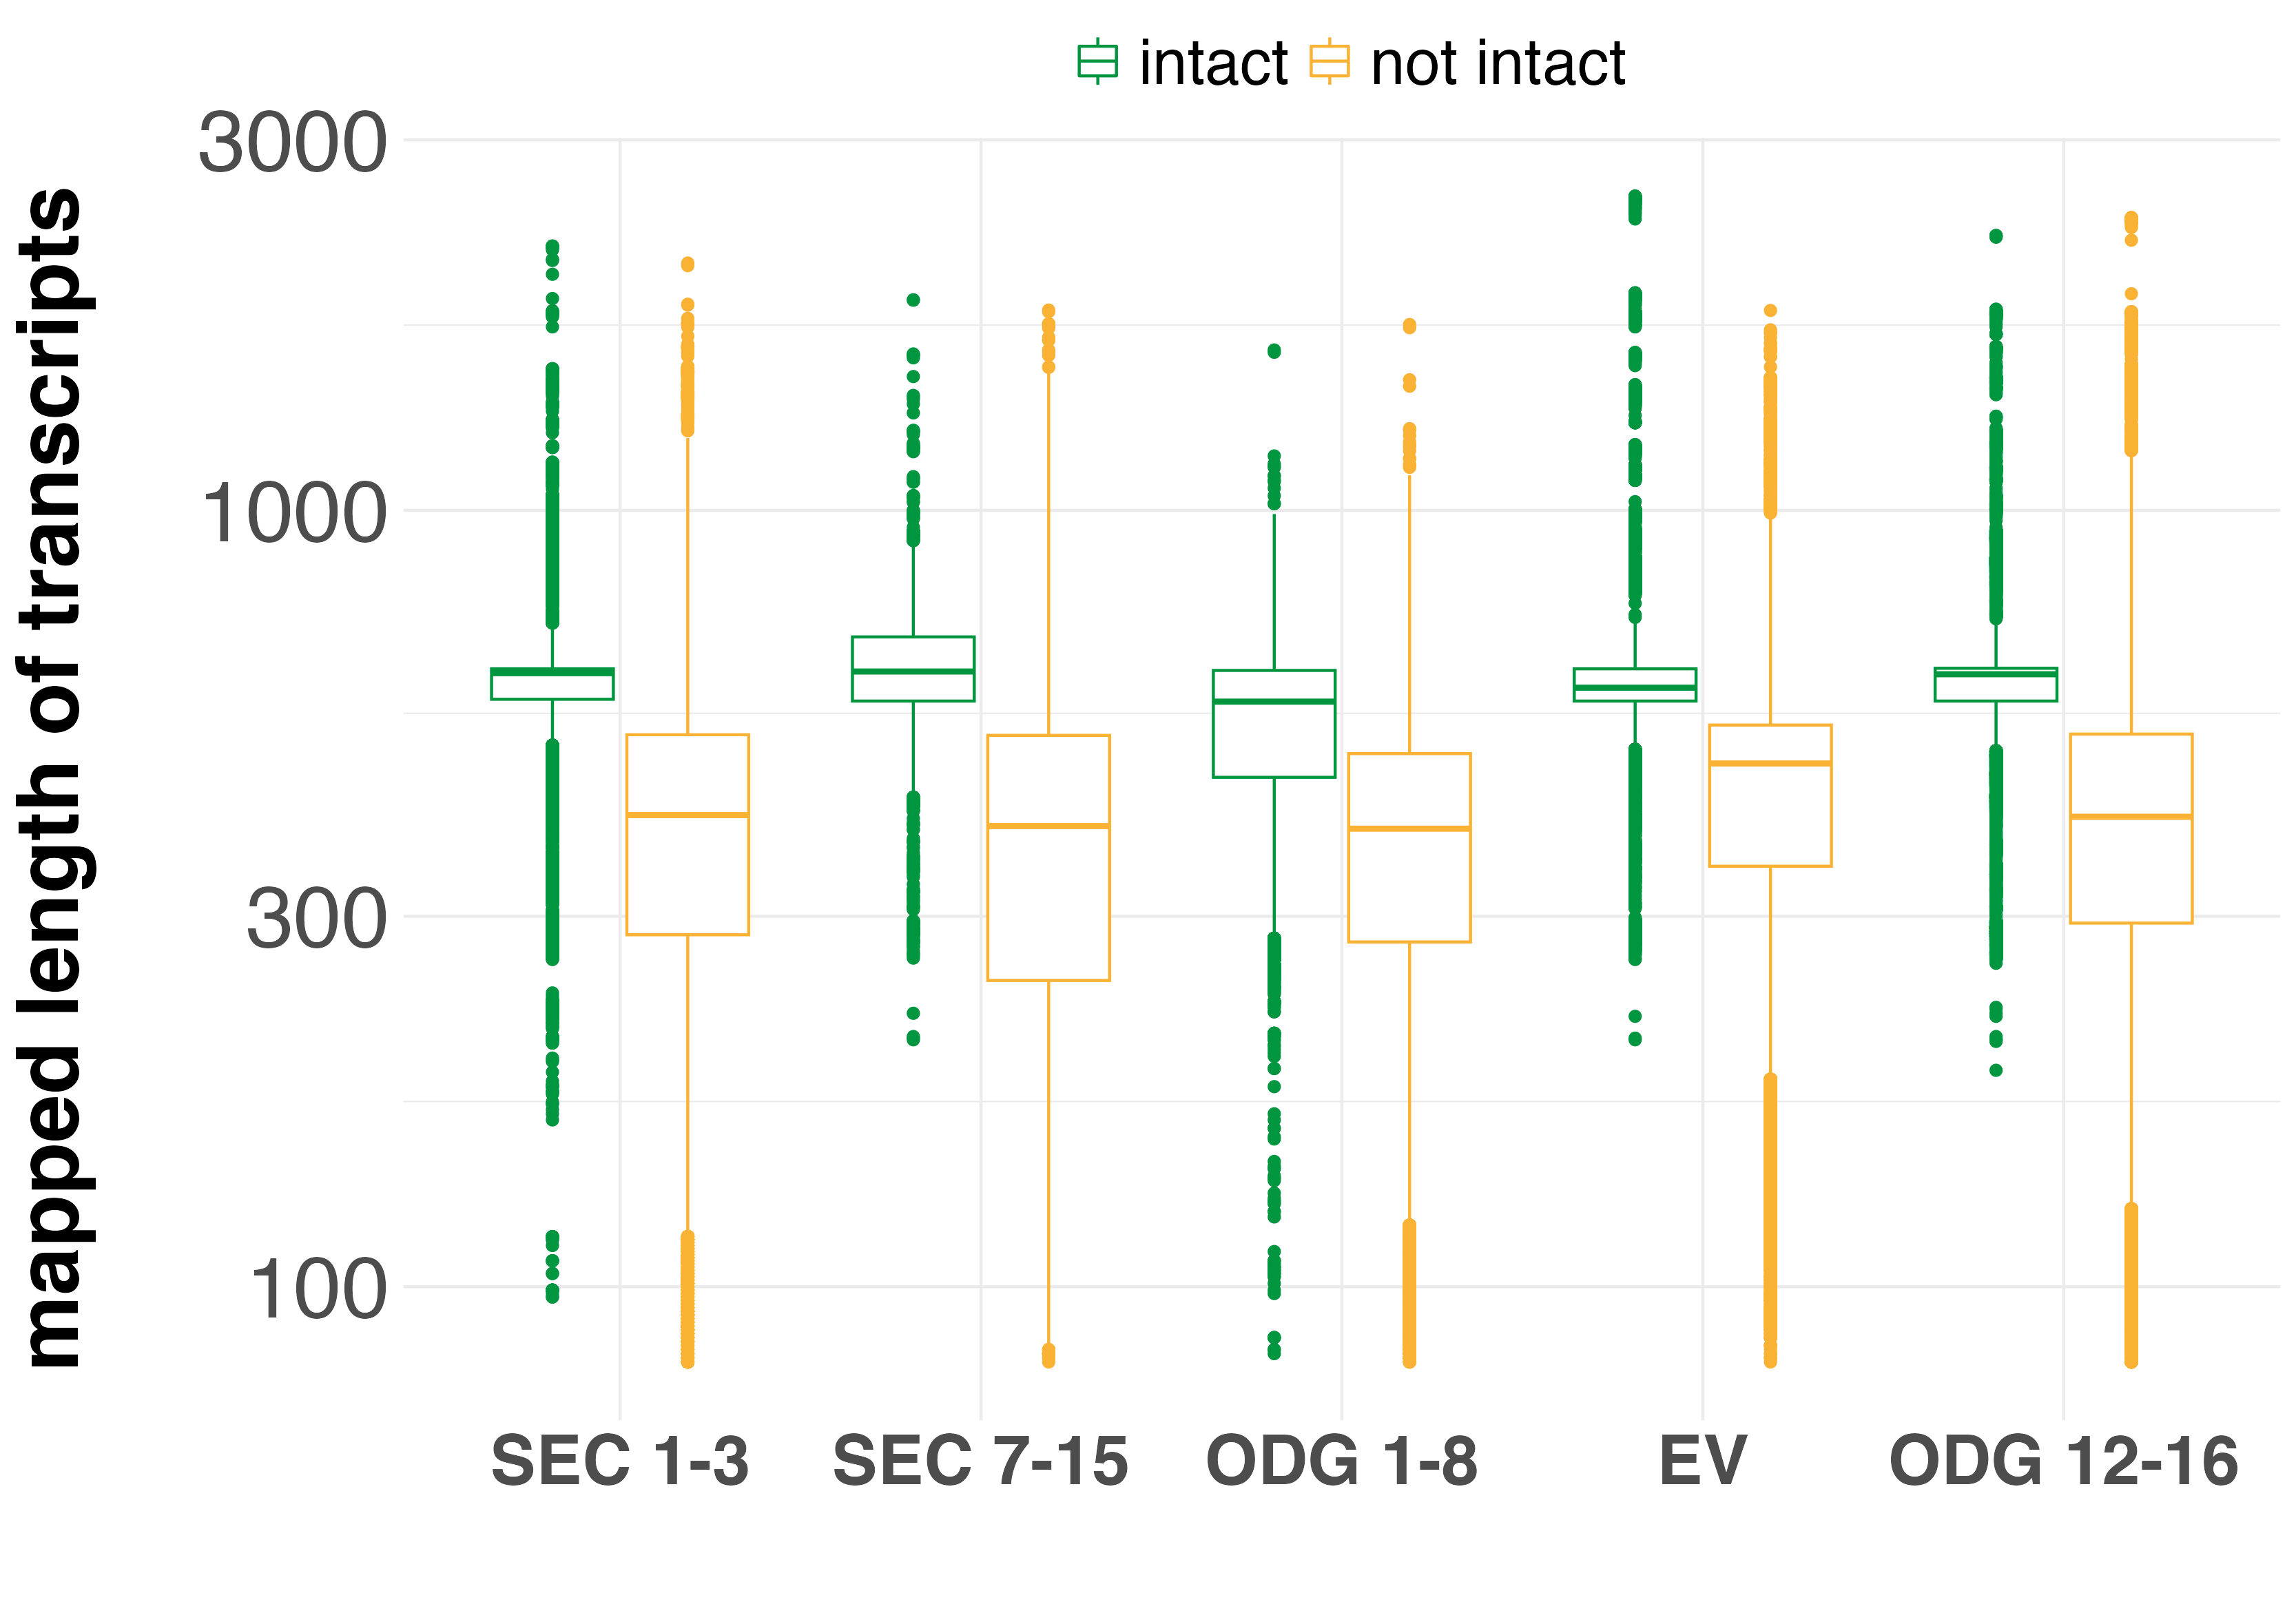 intact not intact
mapped length of transcripts
3000
1000
300
100
SEC 1-3 SEC 7-15 ODG 1-8 EV ODG 12-16